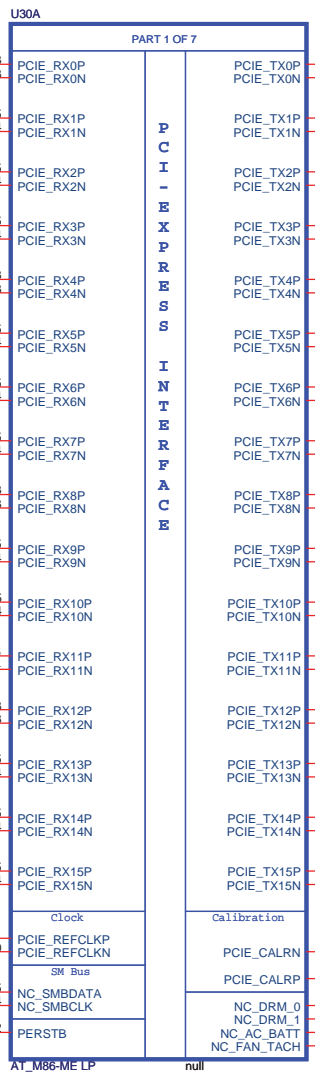 U30A
PART 1 OF 7
PCIE_RX0P PCIE_TX0P
PCIE_RX0N PCIE_TX0N
PCIE_RX1P PCIE_TX1P
PCIE_RX1N PCIE_TX1N
PCIE_RX2P PCIE_TX2P
PCIE_RX2N PCIE_TX2N
PCIE_RX3P PCIE_TX3P
PCIE_RX3N PCIE_TX3N
PCIE_RX4P PCIE_TX4P
PCIE_RX4N PCIE_TX4N
PCIE_RX5P PCIE_TX5P
PCIE_RX5N PCIE_TX5N
PCIE_RX6P PCIE_TX6P
PCIE_RX6N PCIE_TX6N
PCIE_RX7P PCIE_TX7P
PCIE_RX7N PCIE_TX7N
PCIE_RX8P PCIE_TX8P
PCIE_RX8N PCIE_TX8N
PCIE_RX9P PCIE_TX9P
PCIE_RX9N PCIE_TX9N
PCIE_RX10P PCIE_TX10P
PCIE_RX10N PCIE_TX10N
PCIE_RX11P PCIE_TX11P
PCIE_RX11N PCIE_TX11N
PCIE_RX12P PCIE_TX12P
PCIE_RX12N PCIE_TX12N
PCIE_RX13P PCIE_TX13P
PCIE_RX13N PCIE_TX13N
PCIE_RX14P PCIE_TX14P
PCIE_RX14N PCIE_TX14N
PCIE_RX15P PCIE_TX15P
PCIE_RX15N PCIE_TX15N
PCI-EXPRESS INTERFACE
Clock
PCIE_REFCLKP
PCIE_REFCLKN
SM Bus
NC_SMBDATA
NC_SMBCLK
PERSTB
Calibration
PCIE_CALRN
PCIE_CALRP
NC_DRM_0
NC_DRM_1
NC_AC_BATT
NC_FAN_TACH
AT_M86-ME LP null